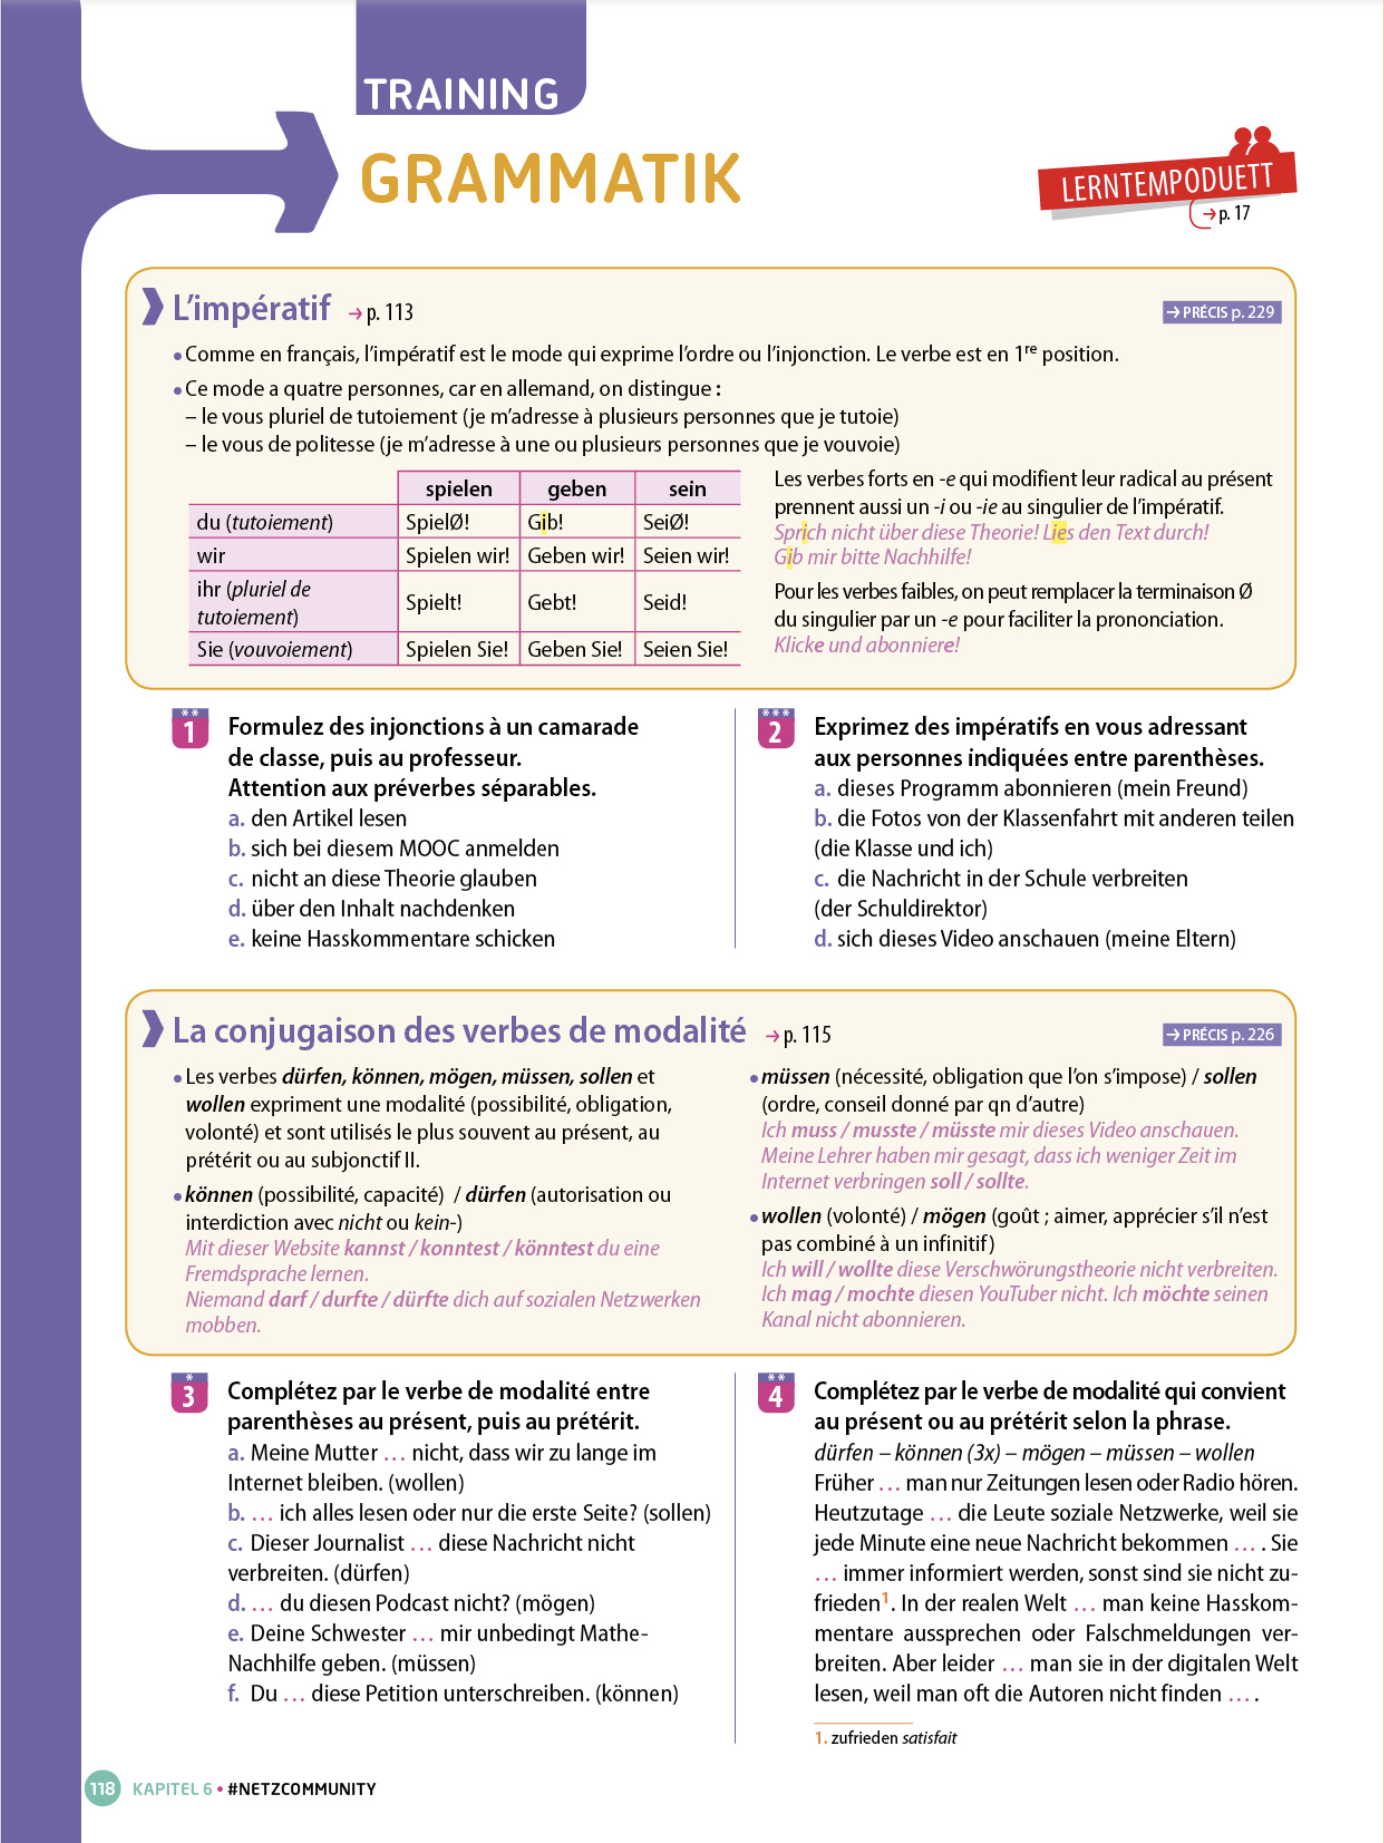 TRAINING
GRAMMATIK
LERNTEMPODUETT
→ p. 17
L'impératif → p. 113
→ PRÉCIS p. 229
• Comme en français, l'impératif est le mode qui exprime l'ordre ou l'injonction. Le verbe est en 1re position.
• Ce mode a quatre personnes, car en allemand, on distingue :
– le vous pluriel de tutoiement (je m'adresse à plusieurs personnes que je tutoie)
– le vous de politesse (je m'adresse à une ou plusieurs personnes que je vouvoie)
spielen geben sein
du (tutoiement) SpielØ! Gib! SeiØ!
wir Spielen wir! Geben wir! Seien wir!
ihr (pluriel de
tutoiement) Spielt! Gebt! Seid!
Sie (vouvoiement) Spielen Sie! Geben Sie! Seien Sie!
Les verbes forts en -e qui modifient leur radical au présent
prennent aussi un -i ou -ie au singulier de l'impératif.
Sprich nicht über diese Theorie! Lies den Text durch!
Gib mir bitte Nachhilfe!
Pour les verbes faibles, on peut remplacer la terminaison Ø
du singulier par un -e pour faciliter la prononciation.
Klicke und abonniere!
** 1
Formulez des injonctions à un camarade
de classe, puis au professeur.
Attention aux préverbes séparables.
a. den Artikel lesen
b. sich bei diesem MOOC anmelden
c. nicht an diese Theorie glauben
d. über den Inhalt nachdenken
e. keine Hasskommentare schicken
*** 2
Exprimez des impératifs en vous adressant
aux personnes indiquées entre parenthèses.
a. dieses Programm abonnieren (mein Freund)
b. die Fotos von der Klassenfahrt mit anderen teilen
(die Klasse und ich)
c. die Nachricht in der Schule verbreiten
(der Schuldirektor)
d. sich dieses Video anschauen (meine Eltern)
La conjugaison des verbes de modalité → p. 115
→ PRÉCIS p. 226
• Les verbes dürfen, können, mögen, müssen, sollen et
wollen expriment une modalité (possibilité, obligation,
volonté) et sont utilisés le plus souvent au présent, au
prétérit ou au subjonctif II.
• können (possibilité, capacité) / dürfen (autorisation ou
interdiction avec nicht ou kein-)
Mit dieser Website kannst / konntest / könntest du eine
Fremdsprache lernen.
Niemand darf / durfte / dürfte dich auf sozialen Netzwerken
mobben.
• müssen (nécessité, obligation que l'on s'impose) / sollen
(ordre, conseil donné par qn d'autre)
Ich muss / musste / müsste mir dieses Video anschauen.
Meine Lehrer haben mir gesagt, dass ich weniger Zeit im
Internet verbringen soll / sollte.
• wollen (volonté) / mögen (goût ; aimer, apprécier s'il n'est
pas combiné à un infinitif)
Ich will / wollte diese Verschwörungstheorie nicht verbreiten.
Ich mag / mochte diesen YouTuber nicht. Ich möchte seinen
Kanal nicht abonnieren.
* 3
Complétez par le verbe de modalité entre
parenthèses au présent, puis au prétérit.
a. Meine Mutter ... nicht, dass wir zu lange im
Internet bleiben. (wollen)
b. ... ich alles lesen oder nur die erste Seite? (sollen)
c. Dieser Journalist ... diese Nachricht nicht
verbreiten. (dürfen)
d. ... du diesen Podcast nicht? (mögen)
e. Deine Schwester ... mir unbedingt Mathe-
Nachhilfe geben. (müssen)
f. Du ... diese Petition unterschreiben. (können)
** 4
Complétez par le verbe de modalité qui convient
au présent ou au prétérit selon la phrase.
dürfen – können (3x) – mögen – müssen – wollen
Früher ... man nur Zeitungen lesen oder Radio hören.
Heutzutage ... die Leute soziale Netzwerke, weil sie
jede Minute eine neue Nachricht bekommen ... . Sie
... immer informiert werden, sonst sind sie nicht zu-
frieden1. In der realen Welt ... man keine Hasskom-
mentare aussprechen oder Falschmeldungen ver-
breiten. Aber leider ... man sie in der digitalen Welt
lesen, weil man oft die Autoren nicht finden ... .
1. zufrieden satisfait
118 KAPITEL 6 • #NETZCOMMUNITY